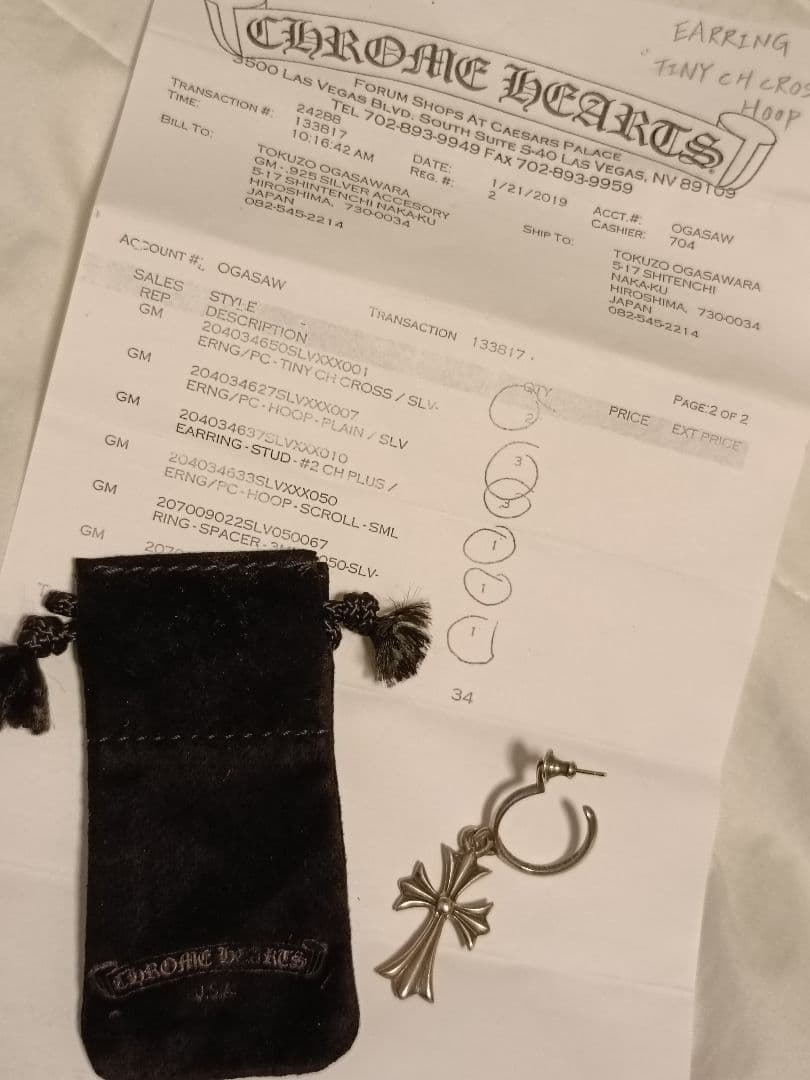 CHROME HEARTS
EARRING
TINY CH CROS
HOOP
FORUM SHOPS AT CAESARS PALACE
3500 LAS VEGAS BLVD. SOUTH SUITE S-40 LAS VEGAS, NV 89109
TEL 702-893-9949 FAX 702-893-9959
TRANSACTION #: 24288
133817
TIME: 10:16:42 AM
DATE: 1/21/2019
REG. #: 2
ACCT.#: OGASAW
CASHIER: 704
BILL TO:
TOKUZO OGASAWARA
GM - .925 SILVER ACCESORY
5-17 SHINTENCHI NAKA-KU
HIROSHIMA, 730-0034
JAPAN
082-545-2214
SHIP TO:
TOKUZO OGASAWARA
5-17 SHITENCHI
NAKA-KU
HIROSHIMA, 730-0034
JAPAN
082-545-2214
ACCOUNT #: OGASAW
TRANSACTION 133817
PAGE:2 OF 2
SALES REP STYLE DESCRIPTION QTY PRICE EXT PRICE
GM 204034650SLVXXX001 2
ERNG/PC - TINY CH CROSS / SLV-
GM 204034627SLVXXX007 3
ERNG/PC - HOOP - PLAIN / SLV
GM 204034637SLVXXX010 3
EARRING - STUD - #2 CH PLUS /
GM 204034633SLVXXX050 1
ERNG/PC - HOOP - SCROLL - SML
GM 207009022SLV050067 1
RING - SPACER - 050-SLV-
GM 1
34
CHROME HEARTS
U.S.A.